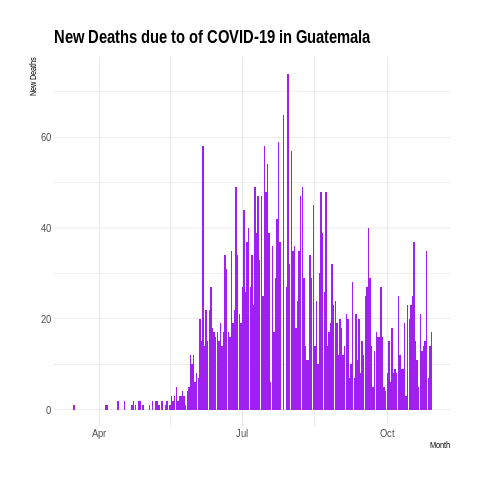 New Deaths due to of COVID-19 in Guatemala
New Deaths
60
40
20
0
Apr
Jul
Oct
Month